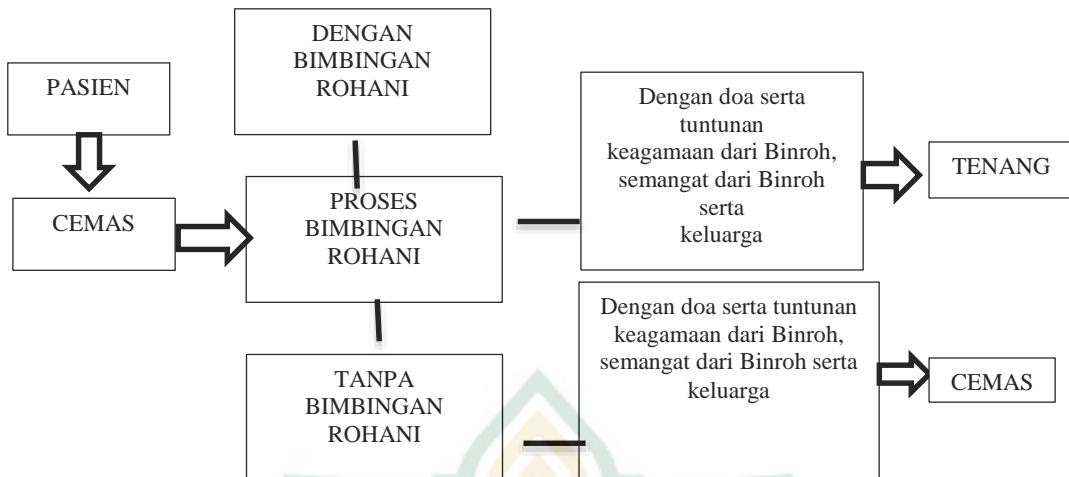 DENGAN
BIMBINGAN
ROHANI
PASIEN
Dengan doa serta
tuntunan
keagamaan dari Binroh,
semangat dari Binroh
serta
keluarga
TENANG
CEMAS
PROSES
BIMBINGAN
ROHANI
Dengan doa serta tuntunan
keagamaan dari Binroh,
semangat dari Binroh serta
keluarga
CEMAS
TANPA
BIMBINGAN
ROHANI